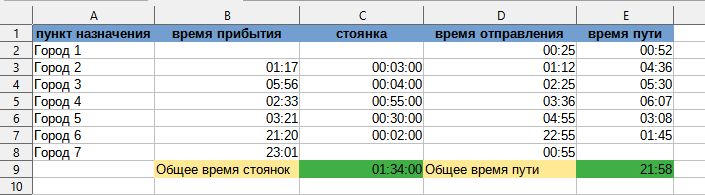 A B C D E
1 пункт назначения время прибытия стоянка время отправления время пути
2 Город 1 00:25 00:52
3 Город 2 01:17 00:03:00 01:12 04:36
4 Город 3 05:56 00:04:00 02:25 05:30
5 Город 4 02:33 00:55:00 03:36 06:07
6 Город 5 03:21 00:30:00 04:55 03:08
7 Город 6 21:20 00:02:00 22:55 01:45
8 Город 7 23:01 00:55
9 Общее время стоянок 01:34:00 Общее время пути 21:58
10